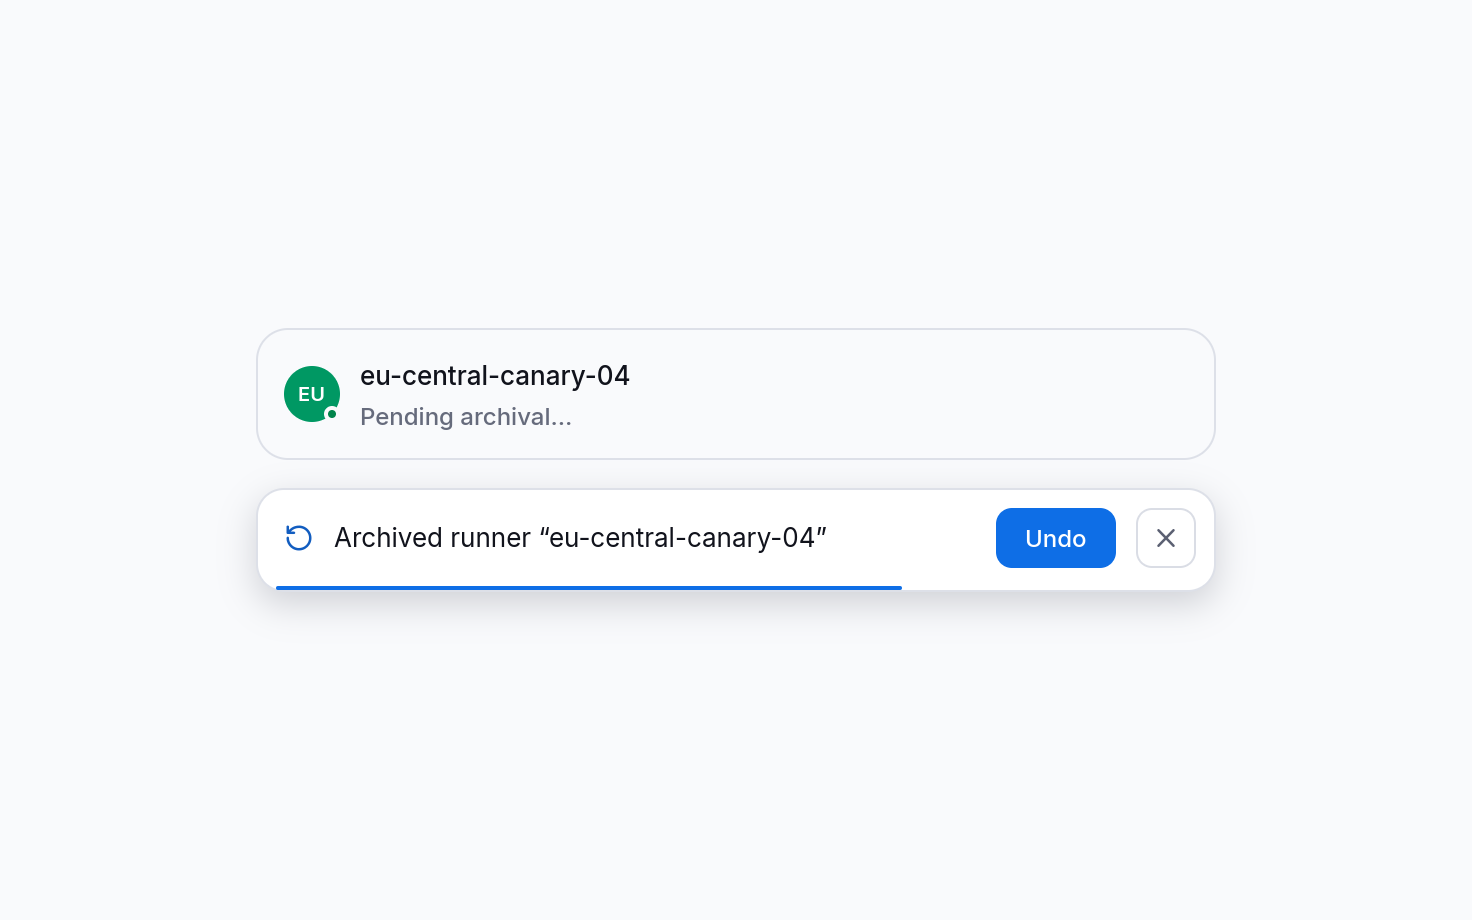 EU
eu-central-canary-04
Pending archival…
Archived runner “eu-central-canary-04”
Undo